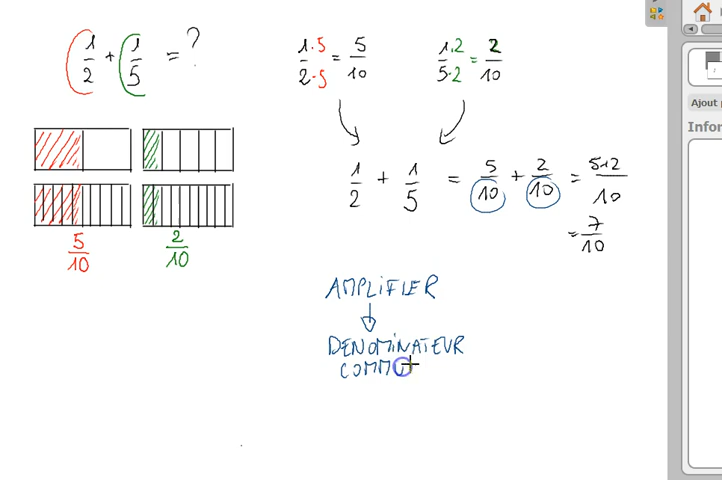 1/2 + 1/5 = ?
1·5/2·5 = 5/10
1·2/5·2 = 2/10
1/2 + 1/5 = 5/10 + 2/10 = 5+2/10
= 7/10
5/10
2/10
AMPLiFiER
DENOMiNATEUR
COMMU
Ajout
Infor